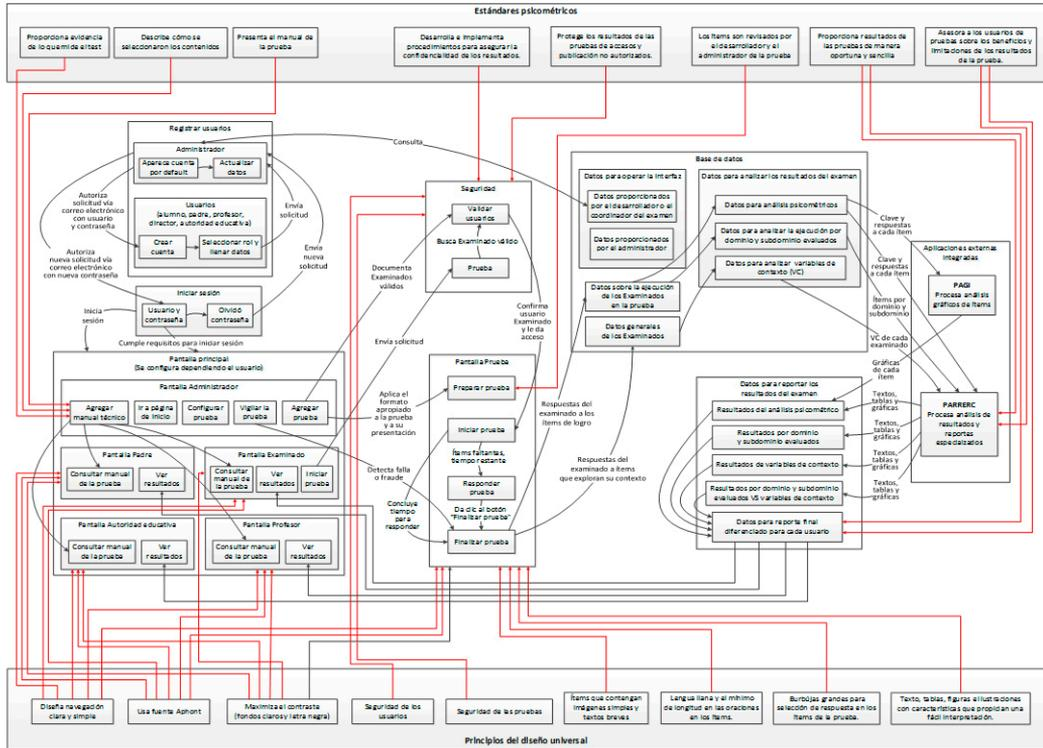 Estándares psicométricos
Proporciona evidencia
de lo que mide el test
Describe cómo se
seleccionaron los contenidos
Presenta el manual de
la prueba
Desarrolla e implementa
procedimientos para asegurar la
confidencialidad de los resultados.
Protege los resultados de las
pruebas de accesos y
publicación no autorizados.
Los ítems son revisados por
el desarrollador y el
administrador de la prueba
Proporciona resultados de
las pruebas de manera
oportuna y sencilla
Asesora a los usuarios de
pruebas sobre los beneficios y
limitaciones de los resultados
de la prueba.
Registrar usuarios
Administrador
Aparece cuenta
por default
Actualizar
datos
Autoriza
solicitud vía
correo electrónico
con usuario
y contraseña
Usuarios
(alumno, padre, profesor,
director, autoridad educativa)
Crear
cuenta
Seleccionar rol y
llenar datos
Envía
solicitud
Envía
nueva
solicitud
Autoriza
nueva solicitud vía
correo electrónico
con nueva contraseña
Iniciar sesión
Usuario y
contraseña
Olvidó
contraseña
Inicia
sesión
Cumple requisitos para iniciar sesión
Consulta
Seguridad
Validar
usuarios
Busca Examinado válido
Prueba
Documenta
Examinados
válidos
Envía solicitud
Confirma
usuario
Examinado
y le da
acceso
Base de datos
Datos para operar la interfaz
Datos proporcionados
por el desarrollador o el
coordinador del examen
Datos proporcionados
por el administrador
Datos para analizar los resultados del examen
Datos para análisis psicométricos
Datos para analizar la ejecución por
dominio y subdominio evaluados
Datos para analizar variables de
contexto (VC)
Datos sobre la ejecución
de los Examinados
en la prueba
Datos generales
de los Examinados
Clave y
respuestas
a cada ítem
Clave y
respuestas
a cada ítem
Ítems por
dominio y
subdominio
VC de cada
examinado
Gráficas
de cada
ítem
Aplicaciones externas
integradas
PAGI
Procesa análisis
gráficos de ítems
PARRERC
Procesa análisis
de resultados y
reportes
especializados
Pantalla principal
(Se configura dependiendo el usuario)
Pantalla Administrador
Agregar
manual técnico
Ir a página
de inicio
Configurar
prueba
Vigilar la
prueba
Agregar
prueba
Pantalla Padre
Consultar manual
de la prueba
Ver
resultados
Pantalla Examinado
Consultar
manual de
la prueba
Ver
resultados
Iniciar
prueba
Pantalla Autoridad educativa
Consultar manual
de la prueba
Ver
resultados
Pantalla Profesor
Consultar manual
de la prueba
Ver
resultados
Aplica el
formato
apropiado
a la prueba
y a su
presentación
Detecta falla
o fraude
Concluye
tiempo
para
responder
Pantalla Prueba
Preparar prueba
Iniciar prueba
Ítems faltantes,
tiempo restante
Responder
prueba
Da clic al botón
"Finalizar prueba"
Finalizar prueba
Respuestas del
examinado a los
ítems de logro
Respuestas del
examinado a ítems
que exploran su contexto
Datos para reportar los
resultados del examen
Resultados del análisis psicométrico
Resultados por dominio
y subdominio evaluados
Resultados de variables de contexto
Resultados por dominio y subdominio
evaluados VS variables de contexto
Datos para reporte final
diferenciado para cada usuario
Textos,
tablas y
gráficas
Textos,
tablas y
gráficas
Textos,
tablas y
gráficas
Textos,
tablas y
gráficas
Diseña navegación
clara y simple
Usa fuente Aphont
Maximiza el contraste
(fondos claros y letra negra)
Seguridad de los
usuarios
Seguridad de las pruebas
Ítems que contengan
imágenes simples y
textos breves
Lengua llana y el mínimo
de longitud en las oraciones
en los ítems.
Burbújas grandes para
selección de respuesta en los
ítems de la prueba.
Texto, tablas, figuras e ilustraciones
con características que propician una
fácil interpretación.
Principios del diseño universal